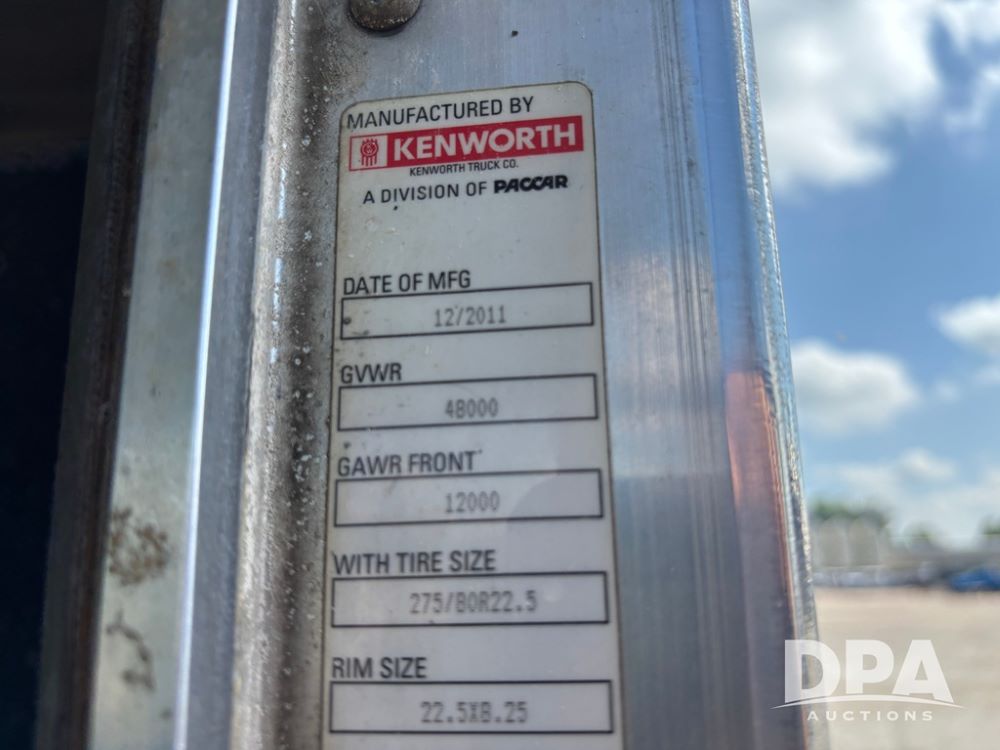 MANUFACTURED BY
KENWORTH
KENWORTH TRUCK CO.
A DIVISION OF PACCAR
DATE OF MFG
12/2011
GVWR
48000
GAWR FRONT
12000
WITH TIRE SIZE
275/80R22.5
RIM SIZE
22.5X8.25
DPA
AUCTIONS